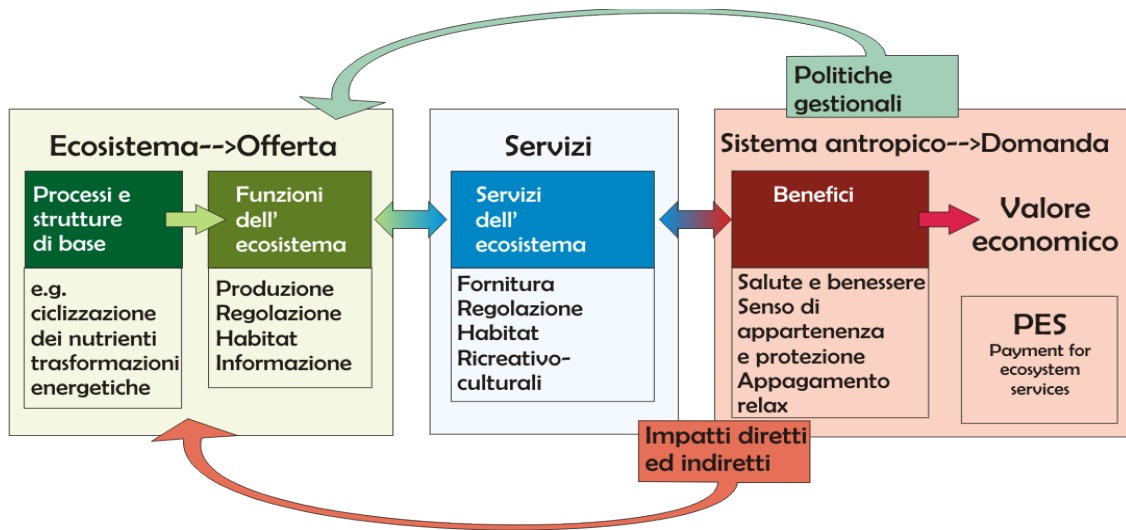 Politiche
gestionali
Ecosistema-->Offerta
Processi e
strutture
di base
e.g.
ciclizzazione
dei nutrienti
trasformazioni
energetiche
Funzioni
dell'
ecosistema
Produzione
Regolazione
Habitat
Informazione
Servizi
Servizi
dell'
ecosistema
Fornitura
Regolazione
Habitat
Ricreativo-
culturali
Sistema antropico-->Domanda
Benefici
Salute e benessere
Senso di
appartenenza
e protezione
Appagamento
relax
Valore
economico
PES
Payment for
ecosystem
services
Impatti diretti
ed indiretti